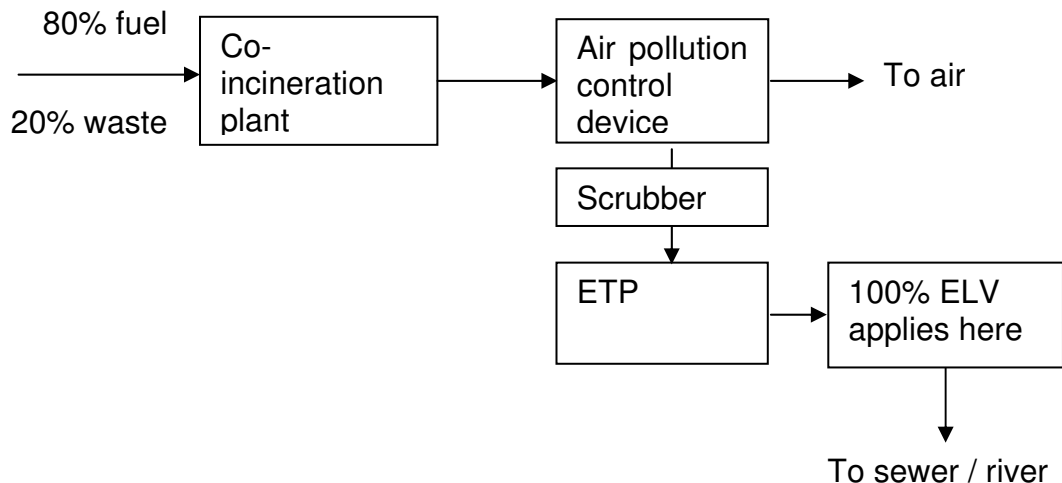 80% fuel
20% waste
Co-
incineration
plant
Air pollution
control
device
To air
Scrubber
ETP
100% ELV
applies here
To sewer / river